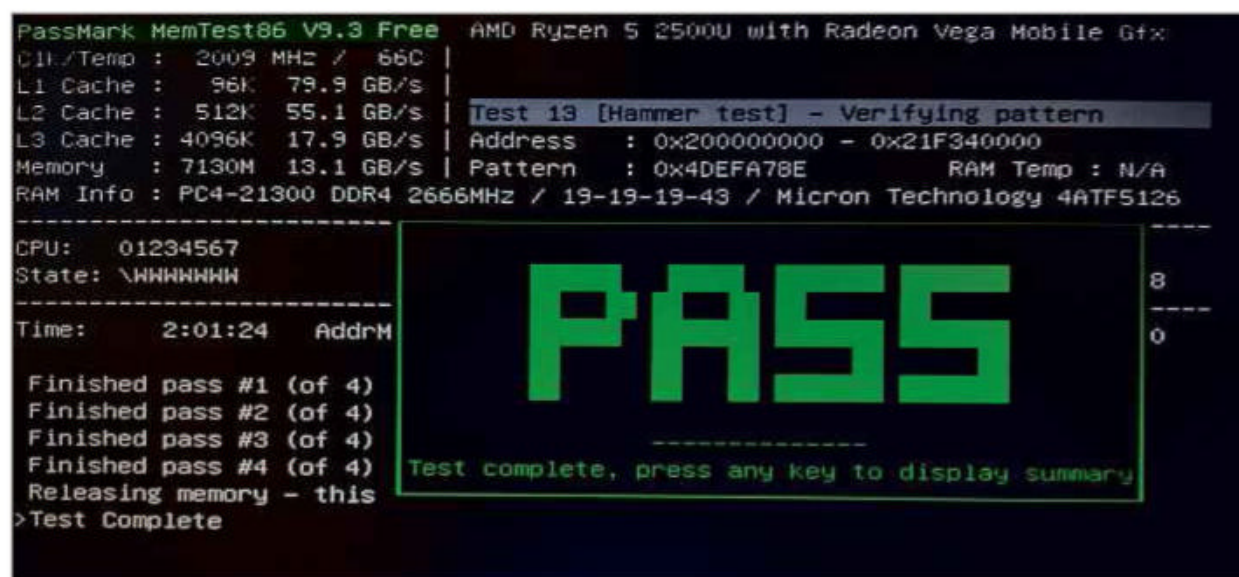 PassMark MemTest86 V9.3 Free AMD Ryzen 5 2500U with Radeon Vega Mobile Gfx
Clk/Temp : 2009 MHz / 66C |
L1 Cache : 96K 79.9 GB/s |
L2 Cache : 512K 55.1 GB/s | Test 13 [Hammer test] - Verifying pattern
L3 Cache : 4096K 17.9 GB/s | Address : 0x200000000 - 0x21F340000
Memory : 7130M 13.1 GB/s | Pattern : 0x4DEFA78E RAM Temp : N/A
RAM Info : PC4-21300 DDR4 2666MHz / 19-19-19-43 / Micron Technology 4ATF5126
CPU: 01234567
State: \WWWWWWW 8
Time: 2:01:24 AddrM 0
PASS
Finished pass #1 (of 4)
Finished pass #2 (of 4)
Finished pass #3 (of 4)
Finished pass #4 (of 4) Test complete, press any key to display summary
Releasing memory - this
>Test Complete